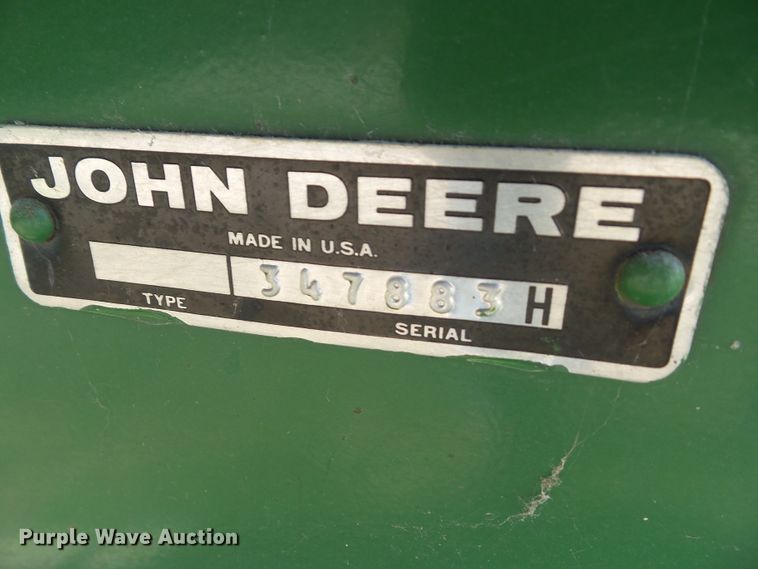 JOHN DEERE
MADE IN U.S.A.
347883H
TYPE SERIAL
Purple Wave Auction